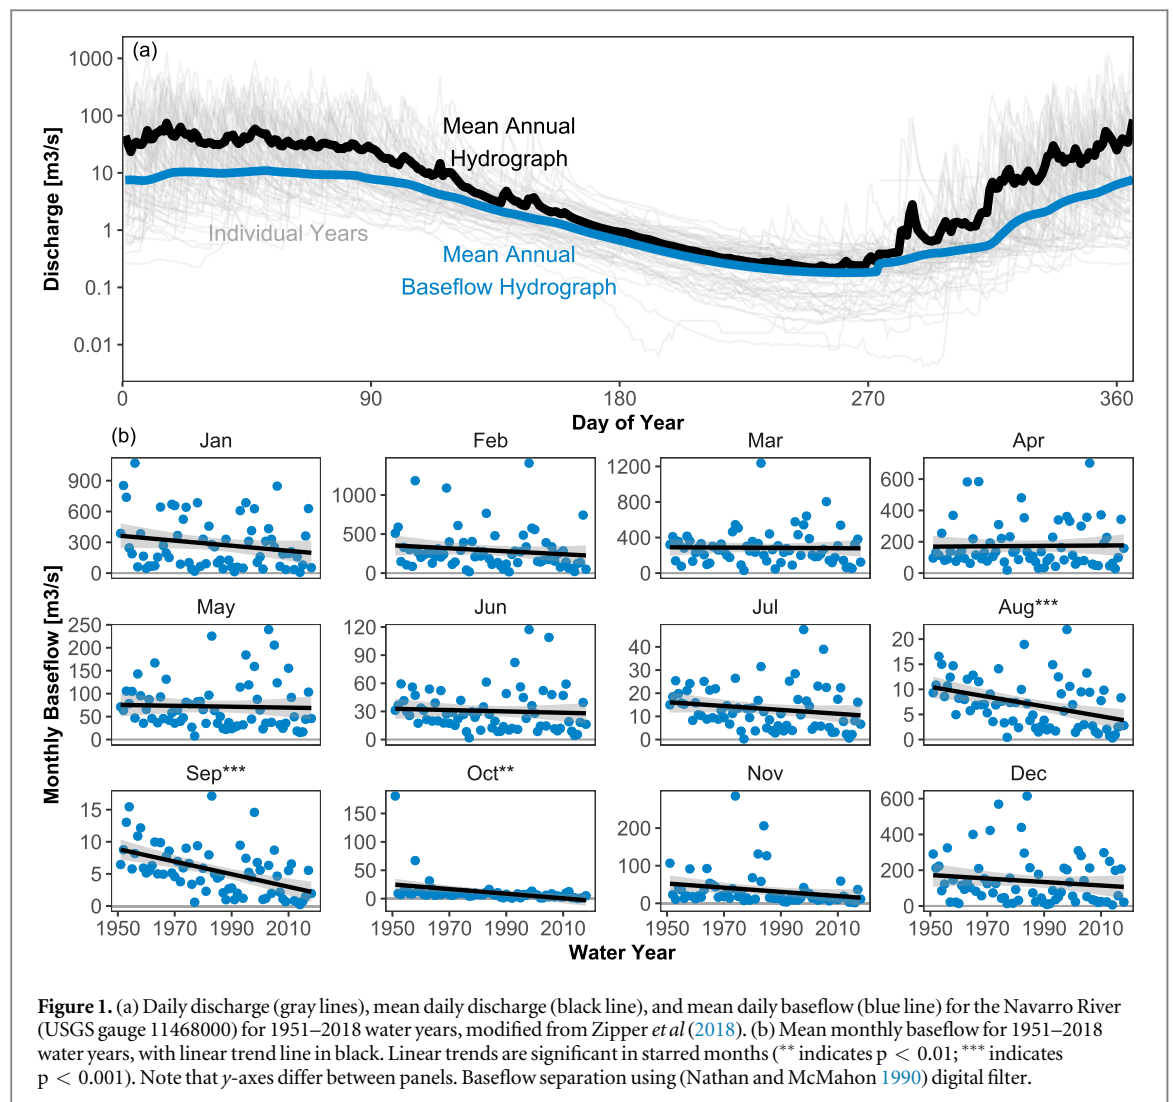 (a)
1000
100
10
1
0.1
0.01
Discharge [m3/s]
Mean Annual
Hydrograph
Individual Years
Mean Annual
Baseflow Hydrograph
0 90 180 270 360
Day of Year
(b)
Jan Feb Mar Apr
900
600
300
0
1000
500
0
1200
800
400
0
600
400
200
0
Monthly Baseflow [m3/s]
May Jun Jul Aug***
250
200
150
100
50
0
120
90
60
30
0
40
30
20
10
0
20
15
10
5
0
Sep*** Oct** Nov Dec
15
10
5
0
150
100
50
0
200
100
0
600
400
200
0
1950 1970 1990 2010 1950 1970 1990 2010 1950 1970 1990 2010 1950 1970 1990 2010
Water Year
Figure 1. (a) Daily discharge (gray lines), mean daily discharge (black line), and mean daily baseflow (blue line) for the Navarro River
(USGS gauge 11468000) for 1951–2018 water years, modified from Zipper et al (2018). (b) Mean monthly baseflow for 1951–2018
water years, with linear trend line in black. Linear trends are significant in starred months (** indicates p < 0.01; *** indicates
p < 0.001). Note that y-axes differ between panels. Baseflow separation using (Nathan and McMahon 1990) digital filter.